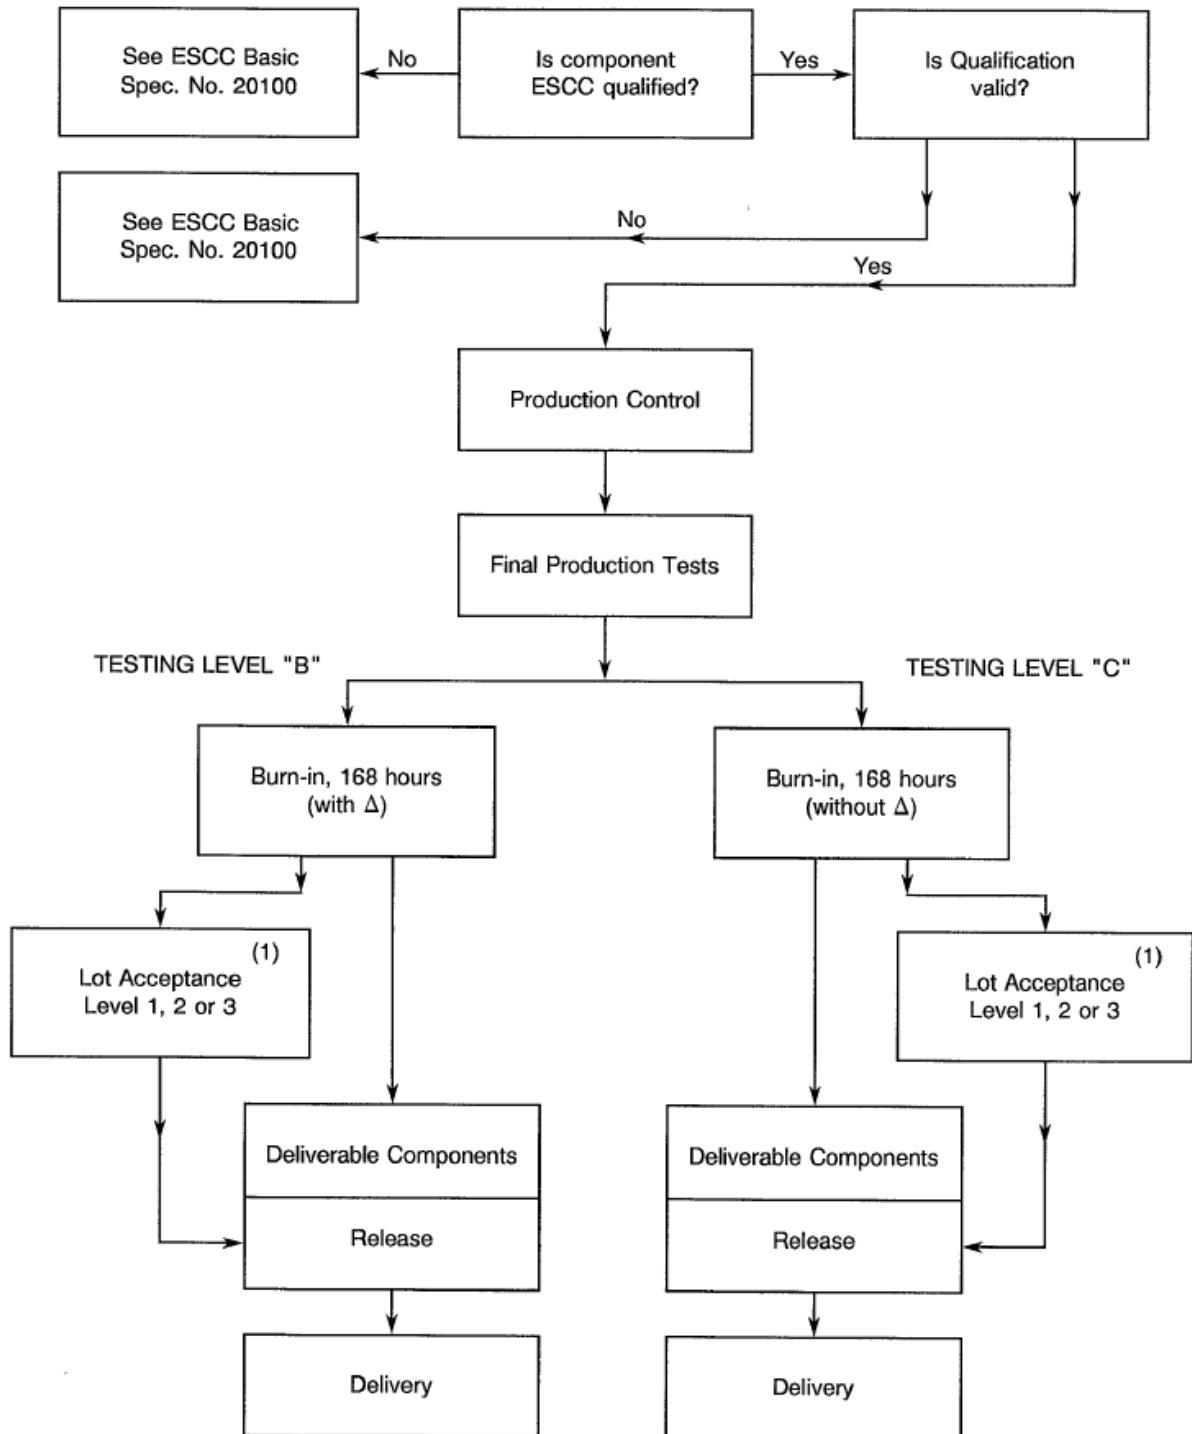 See ESCC Basic
Spec. No. 20100
No
Is component
ESCC qualified?
Yes
Is Qualification
valid?
See ESCC Basic
Spec. No. 20100
No
Yes
Production Control
Final Production Tests
TESTING LEVEL "B"
TESTING LEVEL "C"
Burn-in, 168 hours
(with Δ)
Burn-in, 168 hours
(without Δ)
(1)
Lot Acceptance
Level 1, 2 or 3
(1)
Lot Acceptance
Level 1, 2 or 3
Deliverable Components
Release
Deliverable Components
Release
Delivery
Delivery